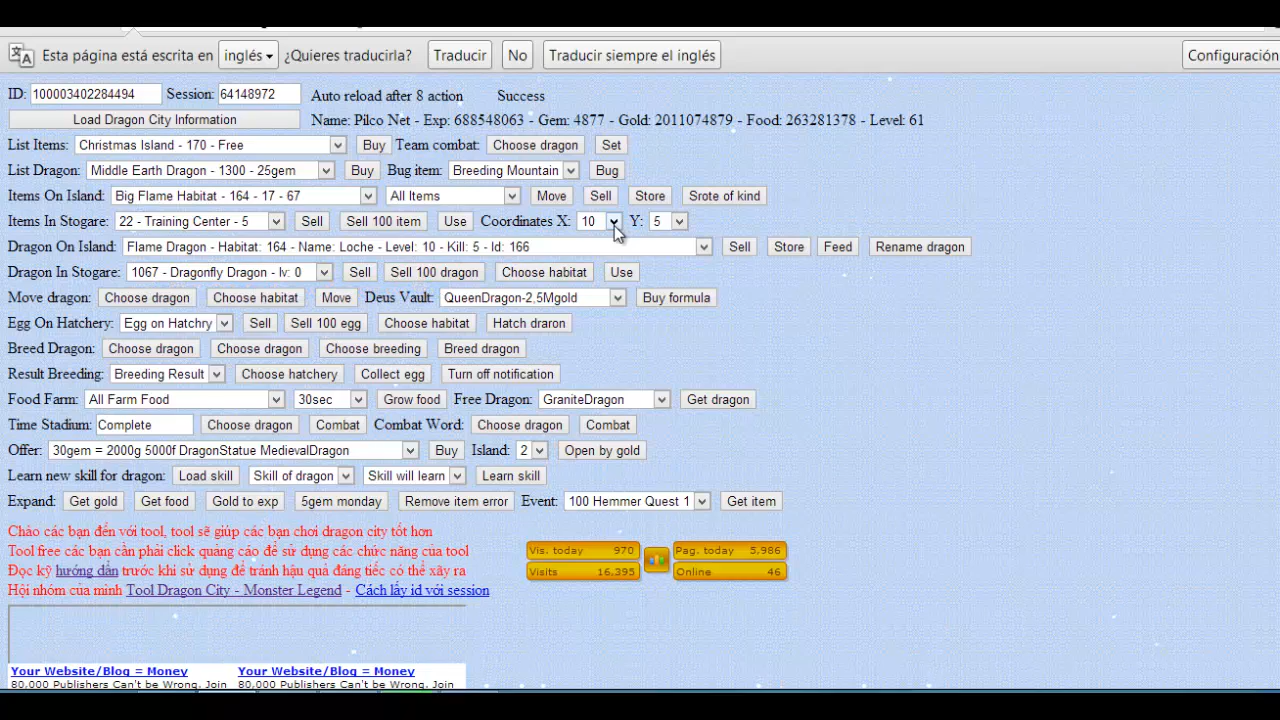 Esta página está escrita en inglés ¿Quieres traducirla? Traducir No Traducir siempre el inglés Configuración
ID: 100003402284494 Session: 64148972 Auto reload after 8 action Success
Load Dragon City Information Name: Pilco Net - Exp: 688548063 - Gem: 4877 - Gold: 2011074879 - Food: 263281378 - Level: 61
List Items: Christmas Island - 170 - Free Buy Team combat: Choose dragon Set
List Dragon: Middle Earth Dragon - 1300 - 25gem Buy Bug item: Breeding Mountain Bug
Items On Island: Big Flame Habitat - 164 - 17 - 67 All Items Move Sell Store Srote of kind
Items In Stogare: 22 - Training Center - 5 Sell Sell 100 item Use Coordinates X: 10 Y: 5
Dragon On Island: Flame Dragon - Habitat: 164 - Name: Loche - Level: 10 - Kill: 5 - Id: 166 Sell Store Feed Rename dragon
Dragon In Stogare: 1067 - Dragonfly Dragon - lv: 0 Sell Sell 100 dragon Choose habitat Use
Move dragon: Choose dragon Choose habitat Move Deus Vault: QueenDragon-2,5Mgold Buy formula
Egg On Hatchery: Egg on Hatchry Sell Sell 100 egg Choose habitat Hatch draron
Breed Dragon: Choose dragon Choose dragon Choose breeding Breed dragon
Result Breeding: Breeding Result Choose hatchery Collect egg Turn off notification
Food Farm: All Farm Food 30sec Grow food Free Dragon: GraniteDragon Get dragon
Time Stadium: Complete Choose dragon Combat Combat Word: Choose dragon Combat
Offer: 30gem = 2000g 5000f DragonStatue MedievalDragon Buy Island: 2 Open by gold
Learn new skill for dragon: Load skill Skill of dragon Skill will learn Learn skill
Expand: Get gold Get food Gold to exp 5gem monday Remove item error Event: 100 Hemmer Quest 1 Get item
Chào các bạn đến với tool, tool sẽ giúp các bạn chơi dragon city tốt hơn
Tool free các bạn cần phải click quảng cáo để sử dụng các chức năng của tool
Đọc kỹ hướng dẫn trước khi sử dụng để tránh hậu quả đáng tiếc có thể xãy ra
Hội nhóm của mình Tool Dragon City - Monster Legend - Cách lấy id với session
Vis. today 970 Pag. today 5,986
Visits 16,395 Online 46
Your Website/Blog = Money Your Website/Blog = Money
80,000 Publishers Can't be Wrong. Join 80,000 Publishers Can't be Wrong. Join